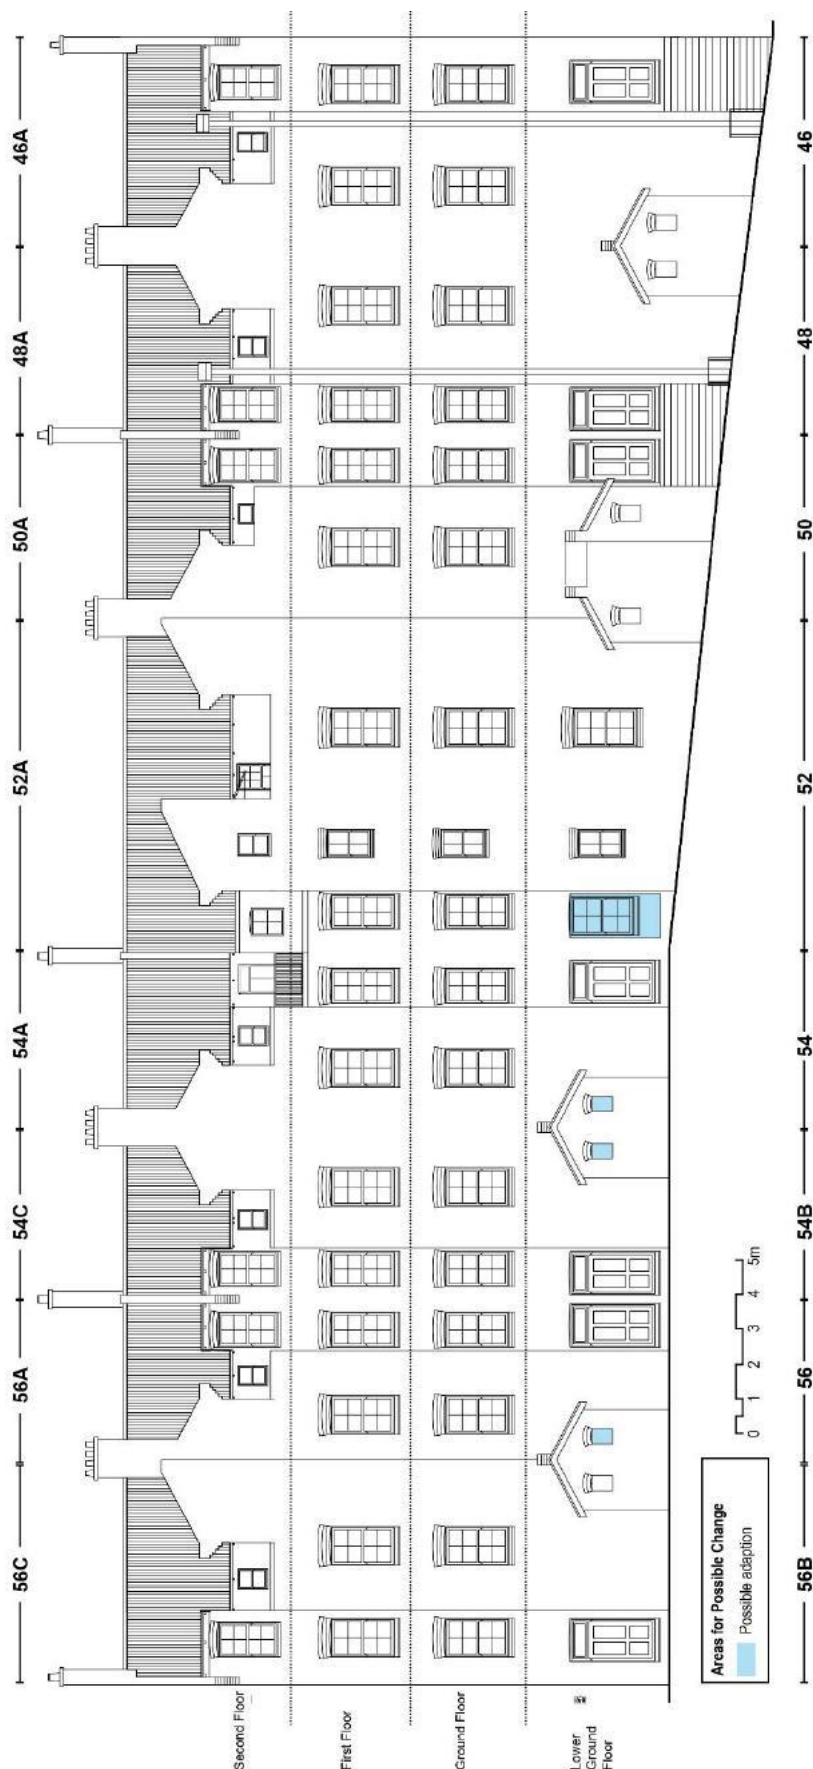 56C 56A 54C 54A 52A 50A 48A 46A
Second Floor
First Floor
Ground Floor
Lower
Ground
Floor
Areas for Possible Change
Possible adaption
0 1 2 3 4 5m
56B 56 54B 54 52 50 48 46